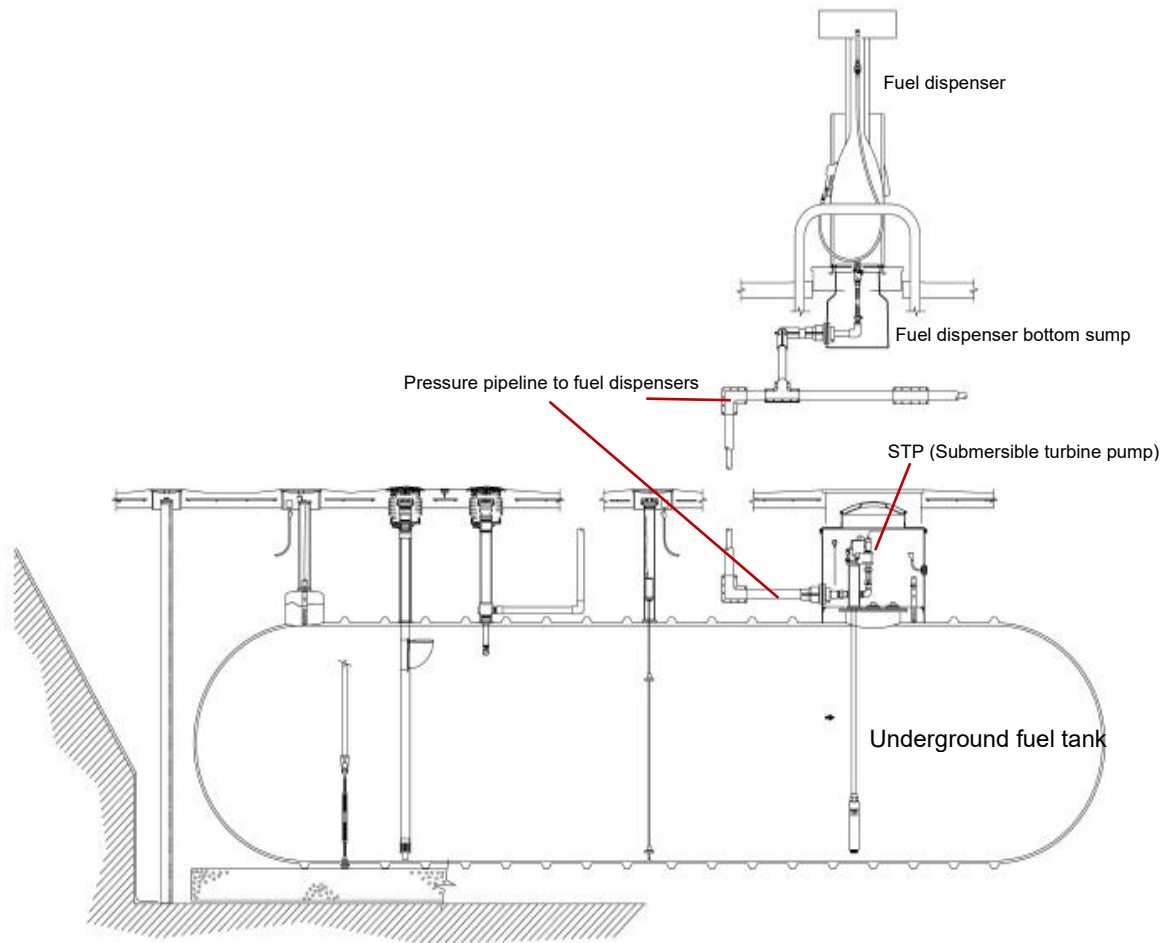 Fuel dispenser
Fuel dispenser bottom sump
Pressure pipeline to fuel dispensers
STP (Submersible turbine pump)
Underground fuel tank